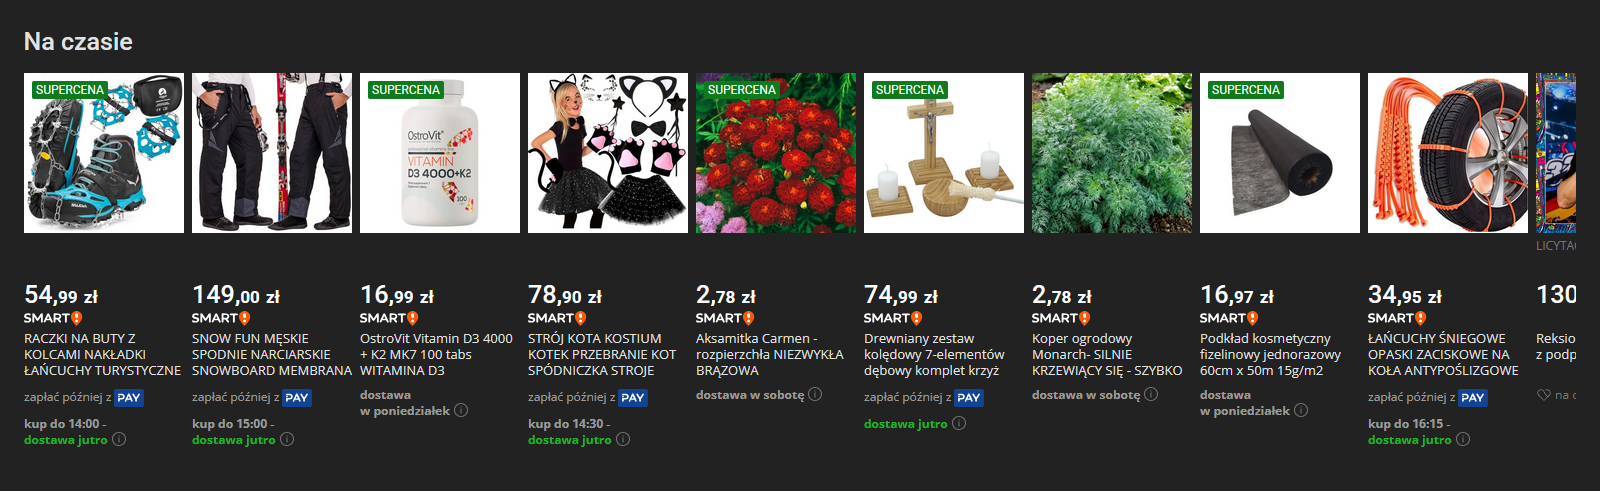 Na czasie
SUPERCENA
54,99 zł
SMART!
RACZKI NA BUTY Z
KOLCAMI NAKŁADKI
ŁAŃCUCHY TURYSTYCZNE
zapłać później z PAY
kup do 14:00 -
dostawa jutro
149,00 zł
SMART!
SNOW FUN MĘSKIE
SPODNIE NARCIARSKIE
SNOWBOARD MEMBRANA
zapłać później z PAY
kup do 15:00 -
dostawa jutro
SUPERCENA
OstroVit
VITAMIN
D3 4000+K2
100
16,99 zł
SMART!
OstroVit Vitamin D3 4000
+ K2 MK7 100 tabs
WITAMINA D3
dostawa
w poniedziałek
78,90 zł
SMART!
STRÓJ KOTA KOSTIUM
KOTEK PRZEBRANIE KOT
SPÓDNICZKA STROJE
zapłać później z PAY
kup do 14:30 -
dostawa jutro
SUPERCENA
2,78 zł
SMART!
Aksamitka Carmen -
rozpierzchła NIEZWYKŁA
BRĄZOWA
dostawa w sobotę
SUPERCENA
74,99 zł
SMART!
Drewniany zestaw
kolędowy 7-elementów
dębowy komplet krzyż
zapłać później z PAY
dostawa jutro
2,78 zł
SMART!
Koper ogrodowy
Monarch- SILNIE
KRZEWIĄCY SIĘ - SZYBKO
dostawa w sobotę
SUPERCENA
16,97 zł
SMART!
Podkład kosmetyczny
fizelinowy jednorazowy
60cm x 50m 15g/m2
dostawa
w poniedziałek
34,95 zł
SMART!
ŁAŃCUCHY ŚNIEGOWE
OPASKI ZACISKOWE NA
KOŁA ANTYPOŚLIZGOWE
zapłać później z PAY
kup do 16:15 -
dostawa jutro
LICYTA
130
Reksio
z podp
na